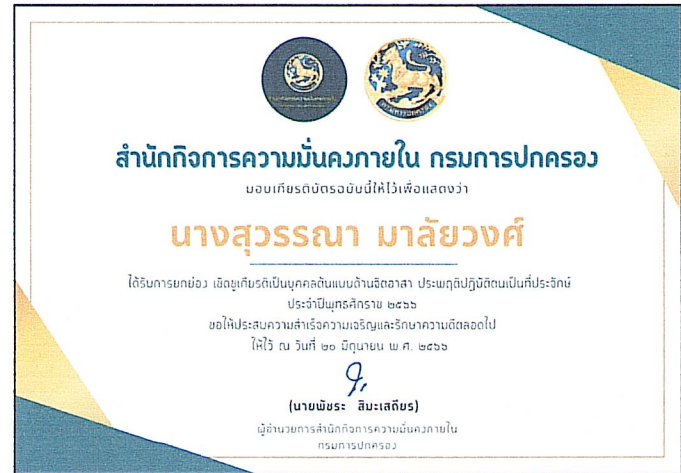 สำนักกิจการความมั่นคงภายใน กรมการปกครอง
มอบเกียรติบัตรฉบับนี้ให้ไว้เพื่อแสดงว่า
นางสุวรรณา มาลัยวงศ์
ได้รับการยกย่อง เชิดชูเกียรติเป็นบุคคลต้นแบบด้านจิตอาสา ประพฤติปฏิบัติตนเป็นที่ประจักษ์
ประจำปีพุทธศักราช ๒๕๖๖
ขอให้ประสบความสำเร็จความเจริญและรักษาความดีตลอดไป
ให้ไว้ ณ วันที่ ๒๐ มิถุนายน พ.ศ. ๒๕๖๖
(นายพัชระ สิมะเสถียร)
ผู้อำนวยการสำนักกิจการความมั่นคงภายใน
กรมการปกครอง